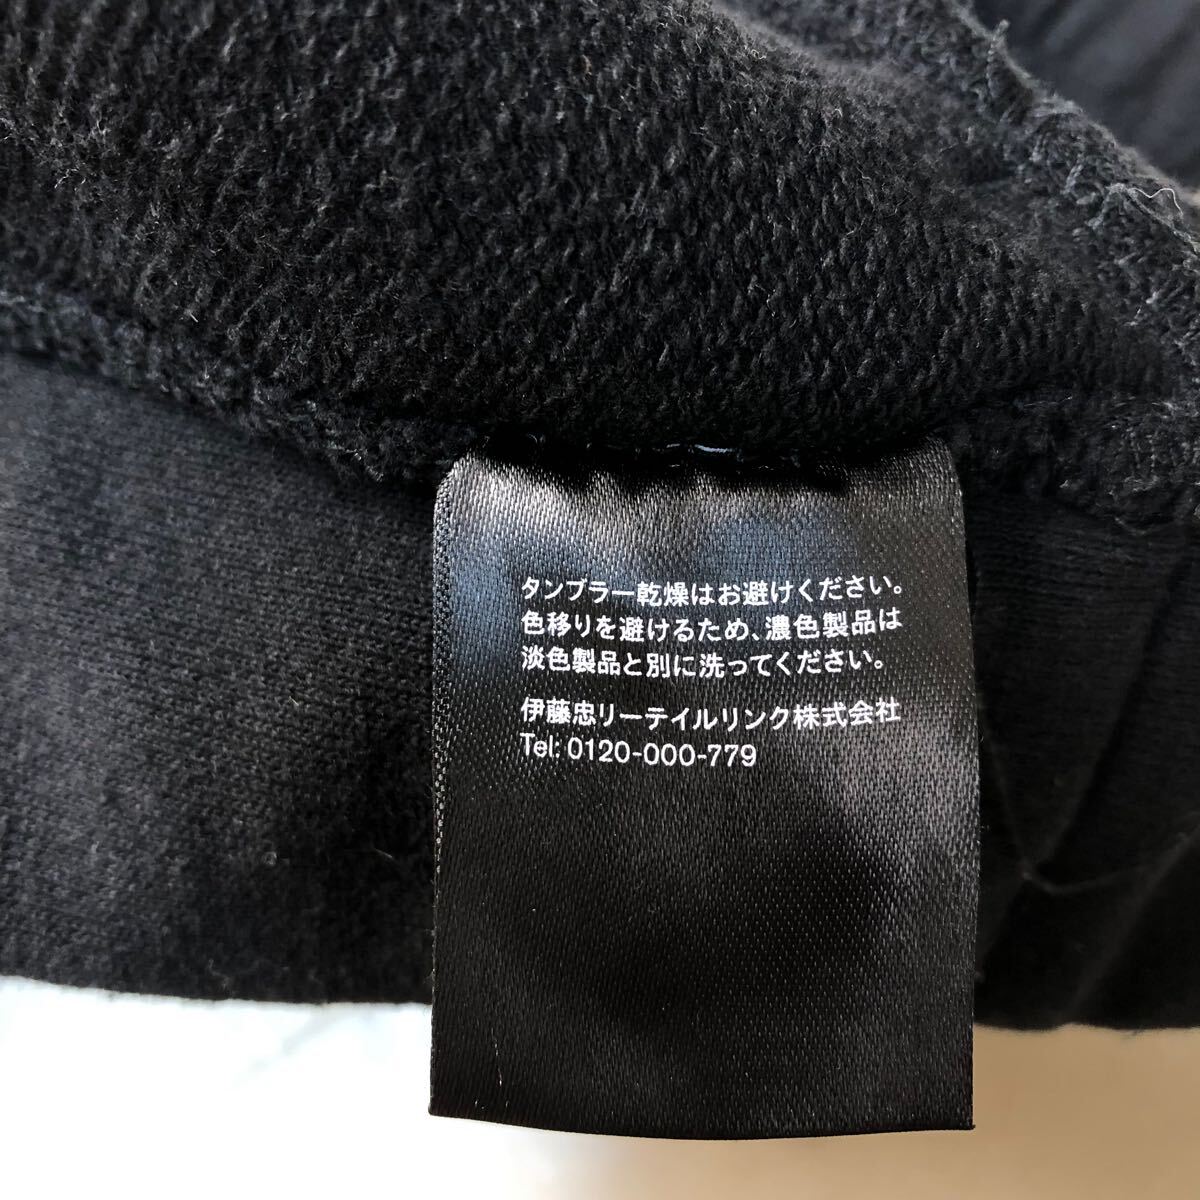 タンブラー乾燥はお避けください。
色移りを避けるため、濃色製品は
淡色製品と別に洗ってください。
伊藤忠リーテイルリンク株式会社
Tel: 0120-000-779